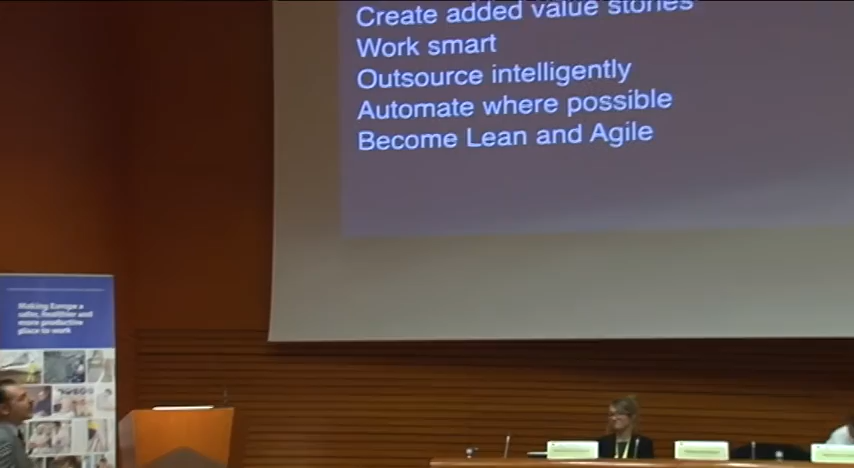 Create added value stories
Work smart
Outsource intelligently
Automate where possible
Become Lean and Agile
Making Europe a
safer, healthier and
more productive
place to work